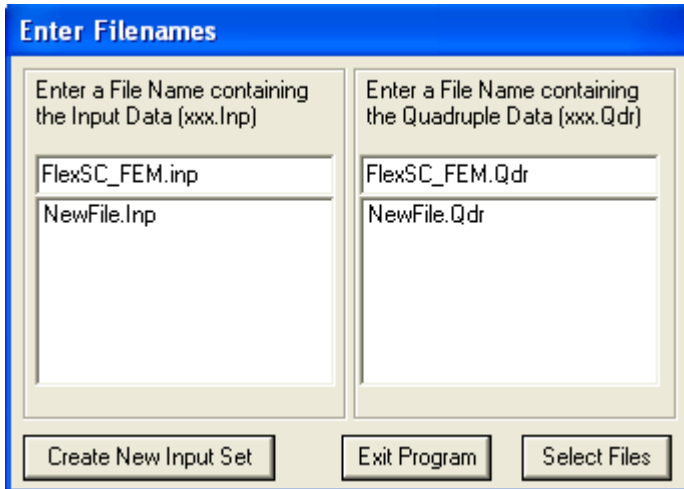 Enter Filenames
Enter a File Name containing
the Input Data (xxx.Inp)
FlexSC_FEM.inp
NewFile.Inp
Enter a File Name containing
the Quadruple Data (xxx.Qdr)
FlexSC_FEM.Qdr
NewFile.Qdr
Create New Input Set
Exit Program
Select Files